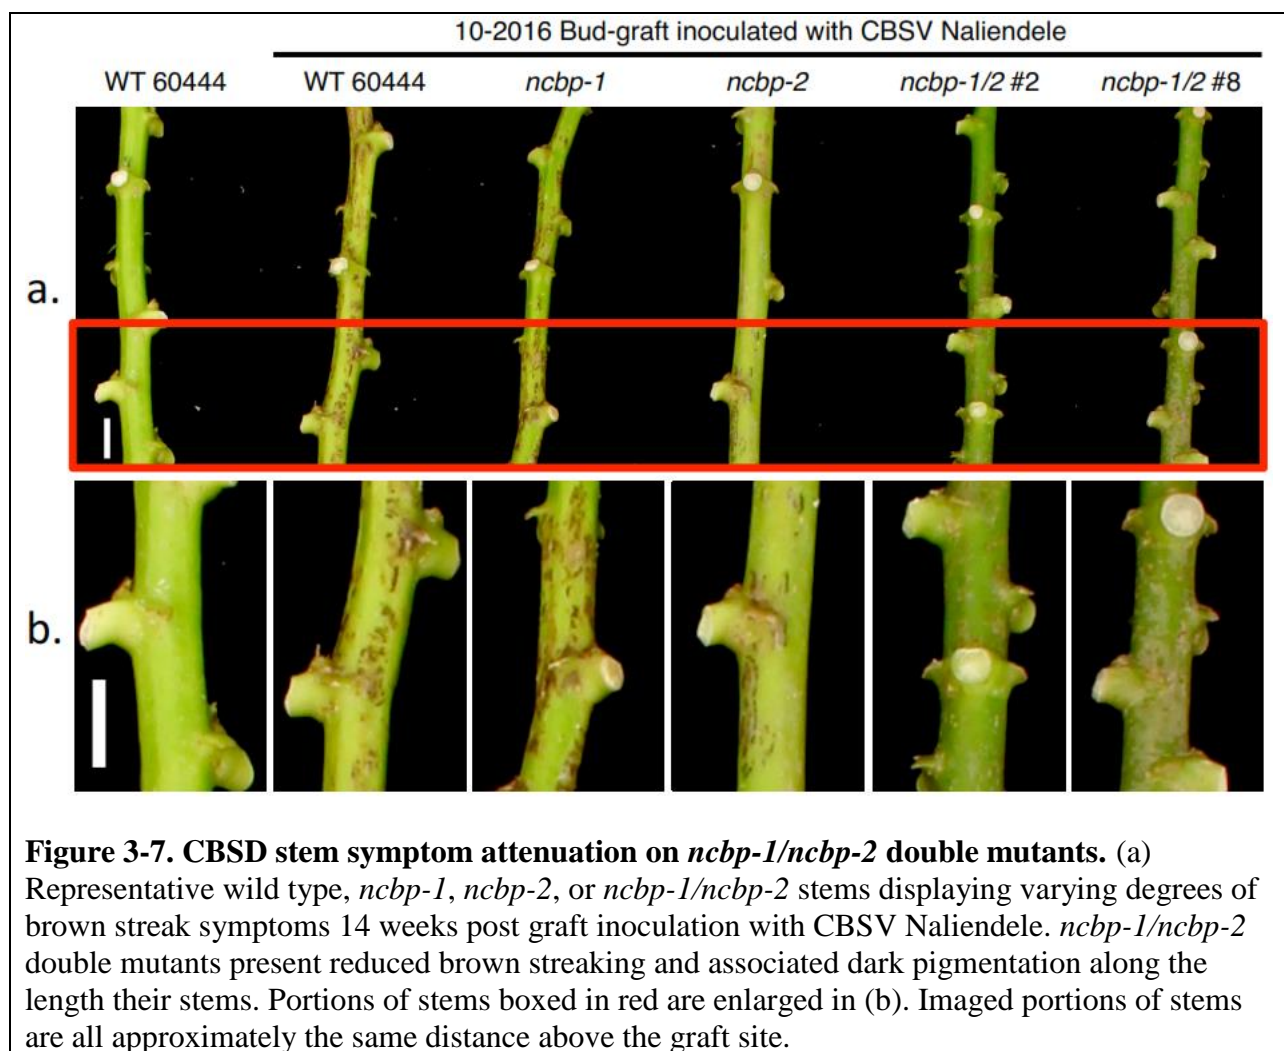 10-2016 Bud-graft inoculated with CBSV Naliendele
WT 60444 WT 60444 ncbp-1 ncbp-2 ncbp-1/2 #2 ncbp-1/2 #8
a.
b.
Figure 3-7. CBSD stem symptom attenuation on ncbp-1/ncbp-2 double mutants. (a)
Representative wild type, ncbp-1, ncbp-2, or ncbp-1/ncbp-2 stems displaying varying degrees of
brown streak symptoms 14 weeks post graft inoculation with CBSV Naliendele. ncbp-1/ncbp-2
double mutants present reduced brown streaking and associated dark pigmentation along the
length their stems. Portions of stems boxed in red are enlarged in (b). Imaged portions of stems
are all approximately the same distance above the graft site.